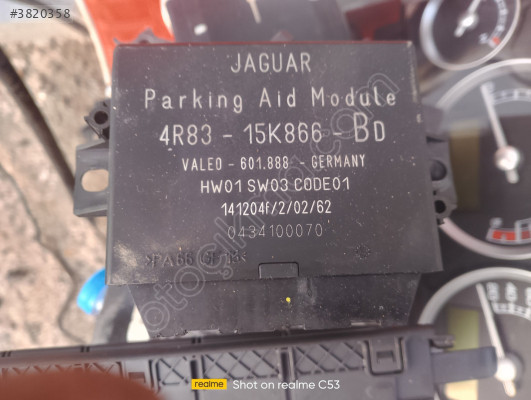 #3820358
JAGUAR
Parking Aid Module
4R83 - 15K866 - BD
VALEO - 601.888 - GERMANY
HW01 SW03 CODE01
141204f/2/02/62
0434100070
realme
Shot on realme C53